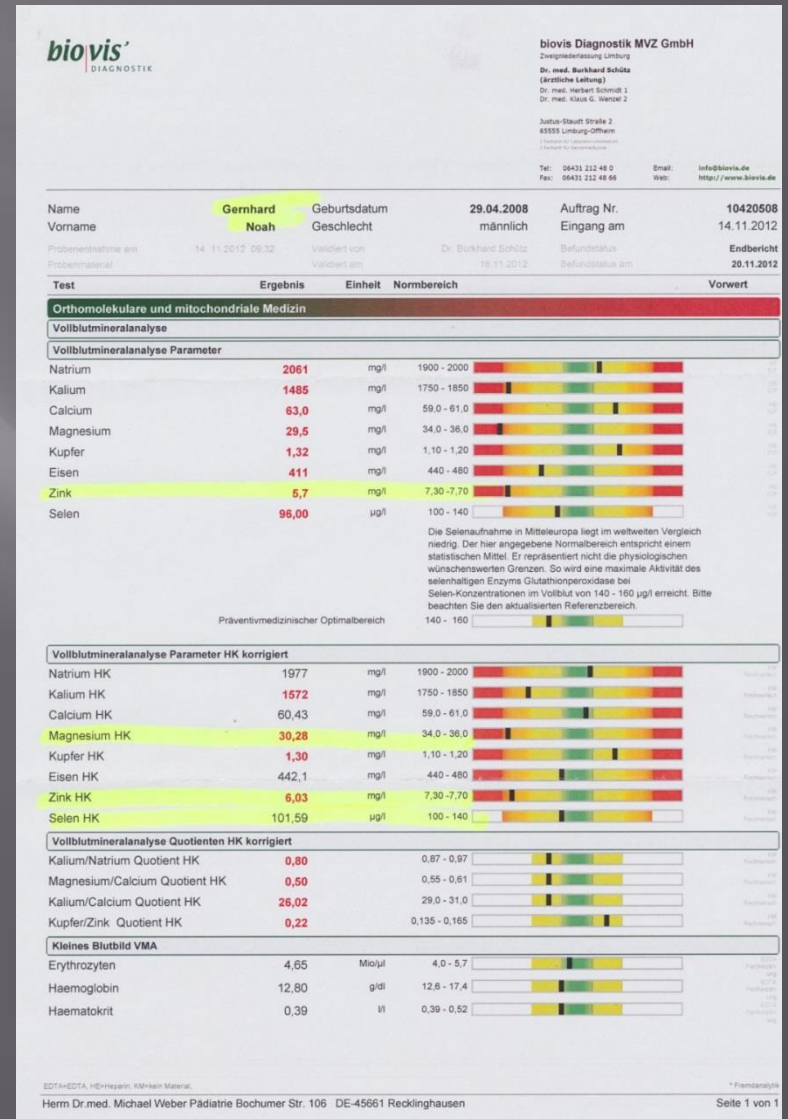 biovis'
DIAGNOSTIK
biovis Diagnostik MVZ GmbH
Zweigniederlassung Limburg
Dr. med. Burkhard Schütz
(ärztliche Leitung)
Dr. med. Herbert Schmidt 1
Dr. med. Klaus G. Wenzel 2
Justus-Staudt Straße 2
65555 Limburg-Offheim
Tel: 06431 212 48 0 Email: info@biovis.de
Fax: 06431 212 48 66 Web: http://www.biovis.de
Name Gernhard Geburtsdatum 29.04.2008 Auftrag Nr. 10420508
Vorname Noah Geschlecht männlich Eingang am 14.11.2012
Probenentnahme am 14.11.2012 09:32 Validiert von Dr. Burkhard Schütz Befundstatus Endbericht
Probenmaterial Validiert am 16.11.2012 Befundstatus am 20.11.2012
Test Ergebnis Einheit Normbereich Vorwert
Orthomolekulare und mitochondriale Medizin
Vollblutmineralanalyse
Vollblutmineralanalyse Parameter
Natrium 2061 mg/l 1900 - 2000
Kalium 1485 mg/l 1750 - 1850
Calcium 63,0 mg/l 59,0 - 61,0
Magnesium 29,5 mg/l 34,0 - 36,0
Kupfer 1,32 mg/l 1,10 - 1,20
Eisen 411 mg/l 440 - 480
Zink 5,7 mg/l 7,30 -7,70
Selen 96,00 µg/l 100 - 140
Die Selenaufnahme in Mitteleuropa liegt im weltweiten Vergleich
niedrig. Der hier angegebene Normalbereich entspricht einem
statistischen Mittel. Er repräsentiert nicht die physiologischen
wünschenswerten Grenzen. So wird eine maximale Aktivität des
selenhaltigen Enzyms Glutathionperoxidase bei
Selen-Konzentrationen im Vollblut von 140 - 160 µg/l erreicht. Bitte
beachten Sie den aktualisierten Referenzbereich.
Präventivmedizinischer Optimalbereich 140 - 160
Vollblutmineralanalyse Parameter HK korrigiert
Natrium HK 1977 mg/l 1900 - 2000
Kalium HK 1572 mg/l 1750 - 1850
Calcium HK 60,43 mg/l 59,0 - 61,0
Magnesium HK 30,28 mg/l 34,0 - 36,0
Kupfer HK 1,30 mg/l 1,10 - 1,20
Eisen HK 442,1 mg/l 440 - 480
Zink HK 6,03 mg/l 7,30 -7,70
Selen HK 101,59 µg/l 100 - 140
Vollblutmineralanalyse Quotienten HK korrigiert
Kalium/Natrium Quotient HK 0,80 0,87 - 0,97
Magnesium/Calcium Quotient HK 0,50 0,55 - 0,61
Kalium/Calcium Quotient HK 26,02 29,0 - 31,0
Kupfer/Zink Quotient HK 0,22 0,135 - 0,165
Kleines Blutbild VMA
Erythrozyten 4,65 Mio/µl 4,0 - 5,7
Haemoglobin 12,80 g/dl 12,6 - 17,4
Haematokrit 0,39 l/l 0,39 - 0,52
EDTA=EDTA, HE=Heparin, KM=kein Material, * Fremdanalytik
Herrn Dr.med. Michael Weber Pädiatrie Bochumer Str. 106 DE-45661 Recklinghausen Seite 1 von 1